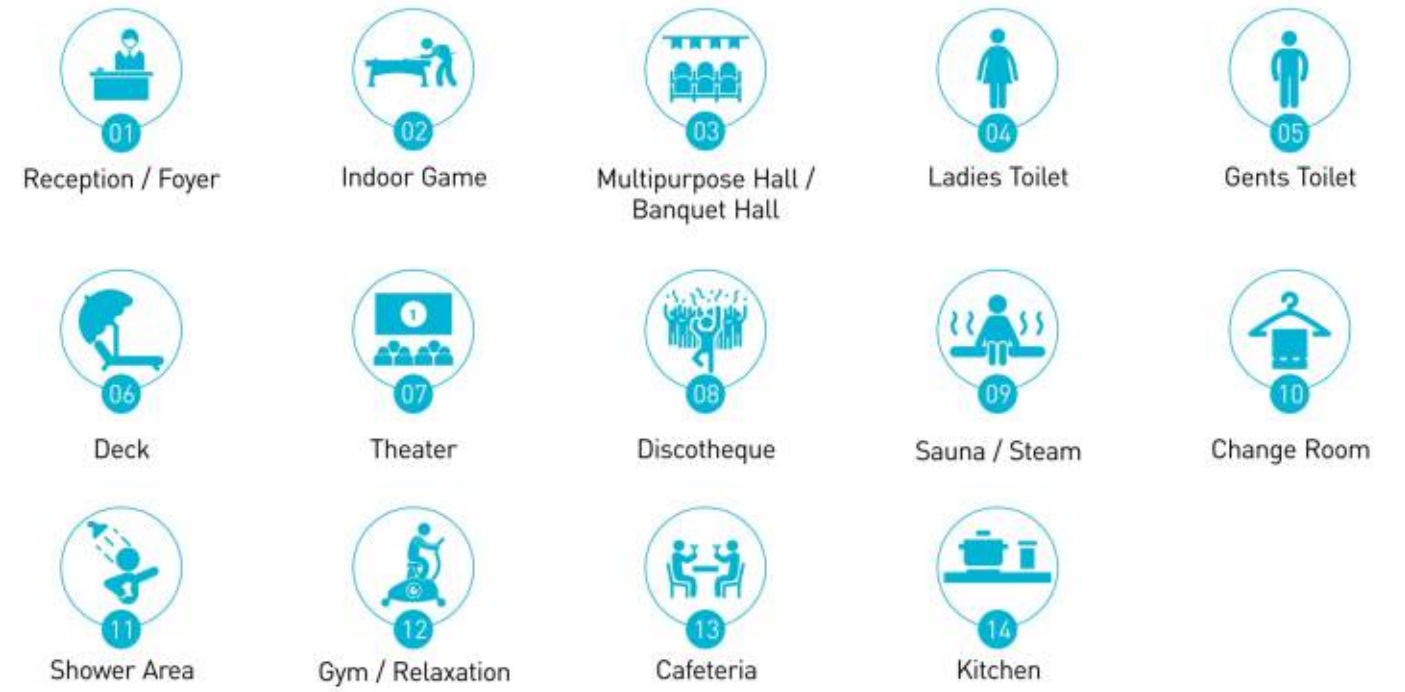 01
Reception / Foyer
02
Indoor Game
03
Multipurpose Hall /
Banquet Hall
04
Ladies Toilet
05
Gents Toilet
06
Deck
1
07
Theater
08
Discotheque
09
Sauna / Steam
10
Change Room
11
Shower Area
12
Gym / Relaxation
13
Cafeteria
14
Kitchen